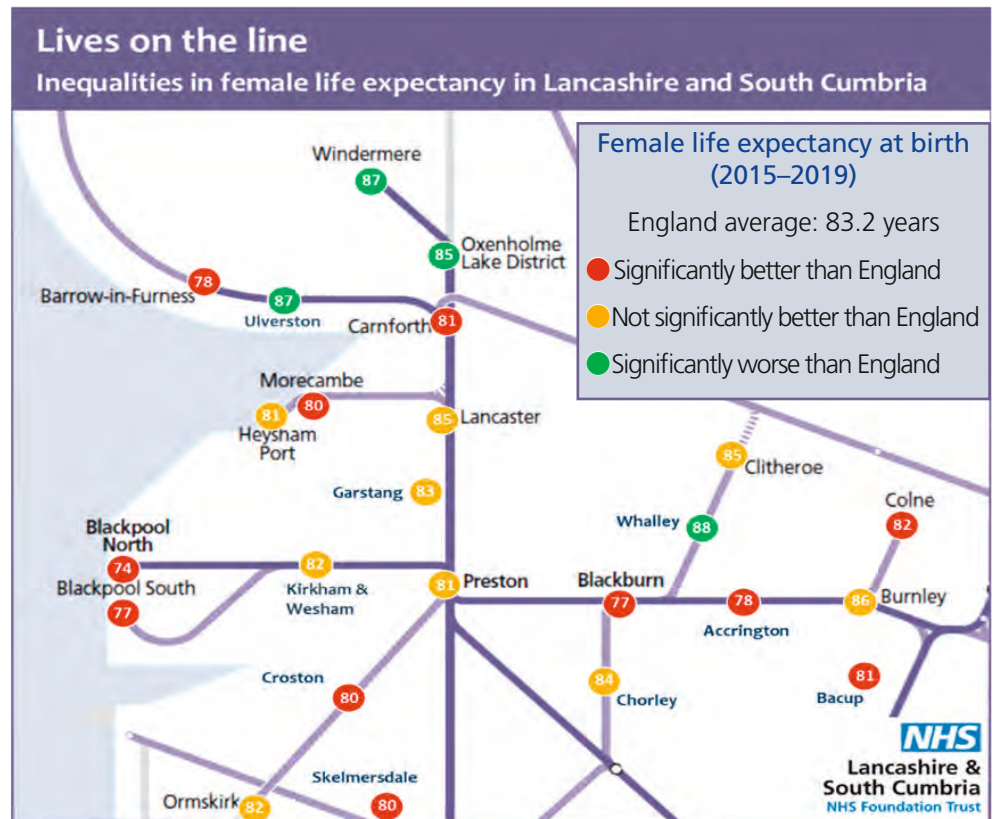 Lives on the line
Inequalities in female life expectancy in Lancashire and South Cumbria
Female life expectancy at birth
(2015–2019)
England average: 83.2 years
Significantly better than England
Not significantly better than England
Significantly worse than England
Windermere
87
85
Oxenholme
Lake District
78
Barrow-in-Furness
87
Ulverston
Carnforth
81
Morecambe
80
81
Heysham
Port
85
Lancaster
Garstang
83
85
Clitheroe
Whalley
88
Colne
82
Blackpool
North
74
Blackpool South
77
82
Kirkham &
Wesham
81
Preston
Blackburn
77
78
Accrington
86
Burnley
84
Chorley
81
Bacup
Croston
80
Skelmersdale
80
Ormskirk
82
NHS
Lancashire &
South Cumbria
NHS Foundation Trust